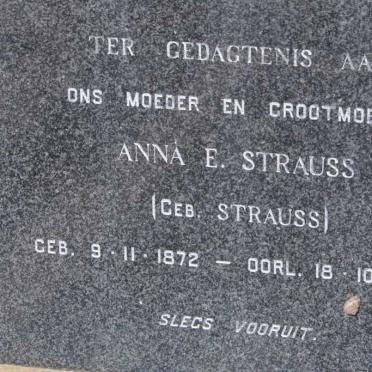 TER GEDAGTENIS AA
ONS MOEDER EN GROOTMOE
ANNA E. STRAUSS
(GEB. STRAUSS)
GEB. 9·11·1872 — OORL. 18·10
SLEGS VOORUIT.